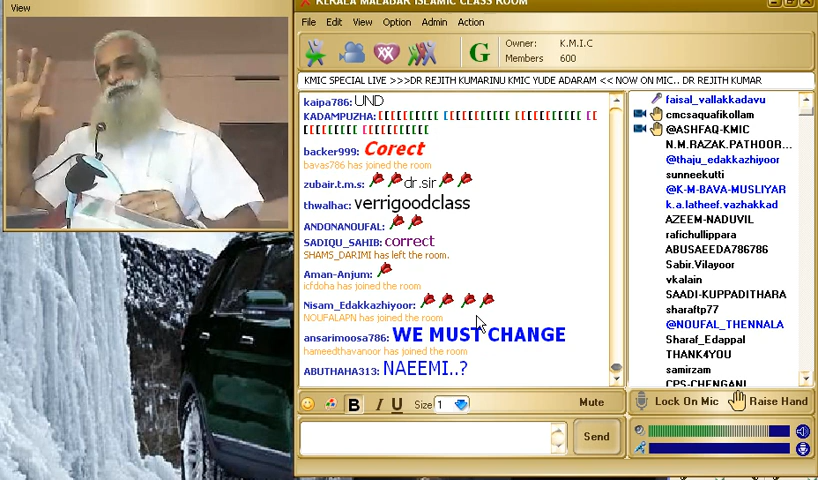 View
KERALA MALABAR ISLAMIC CLASS ROOM
File Edit View Option Admin Action
G
Owner: K.M.I.C
Members 600
KMIC SPECIAL LIVE >>>DR REJITH KUMARINU KMIC YUDE ADARAM << NOW ON MIC.. DR REJITH KUMAR
kaipa786: UND
KADAMPUZHA:
backer999: Corect
bavas786 has joined the room
zubair.t.m.s: dr.sir
thwalhac: verrigoodclass
ANDONANOUFAL:
SADIQU_SAHIB: correct
SHAMS_DARIMI has left the room.
Aman-Anjum:
icfdoha has joined the room
Nisam_Edakkazhiyoor:
NOUFALAPN has joined the room
ansarimoosa786: WE MUST CHANGE
hameedthavanoor has joined the room
ABUTHAHA313: NAEEMI..?
faisal_vallakkadavu
cmcsaquafikollam
@ASHFAQ-KMIC
N.M.RAZAK.PATHOOR...
@thaju_edakkazhiyoor
sunneekutti
@K-M-BAVA-MUSLIYAR
k.a.latheef.vazhakkad
AZEEM-NADUVIL
rafichullippara
ABUSAEEDA786786
Sabir.Vilayoor
vkalain
SAADI-KUPPADITHARA
sharaftp77
@NOUFAL_THENNALA
Sharaf_Edappal
THANK4YOU
samirzam
CPS-CHENGANI
B I U Size 1 Mute
Lock On Mic Raise Hand
Send